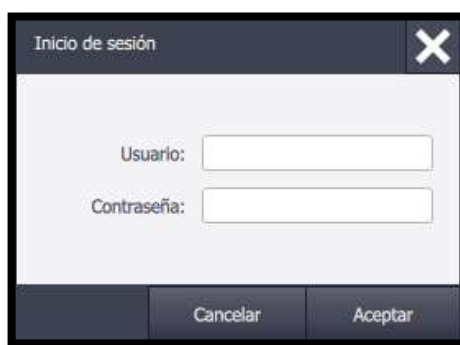 Inicio de sesión
Usuario:
Contraseña:
Cancelar Aceptar